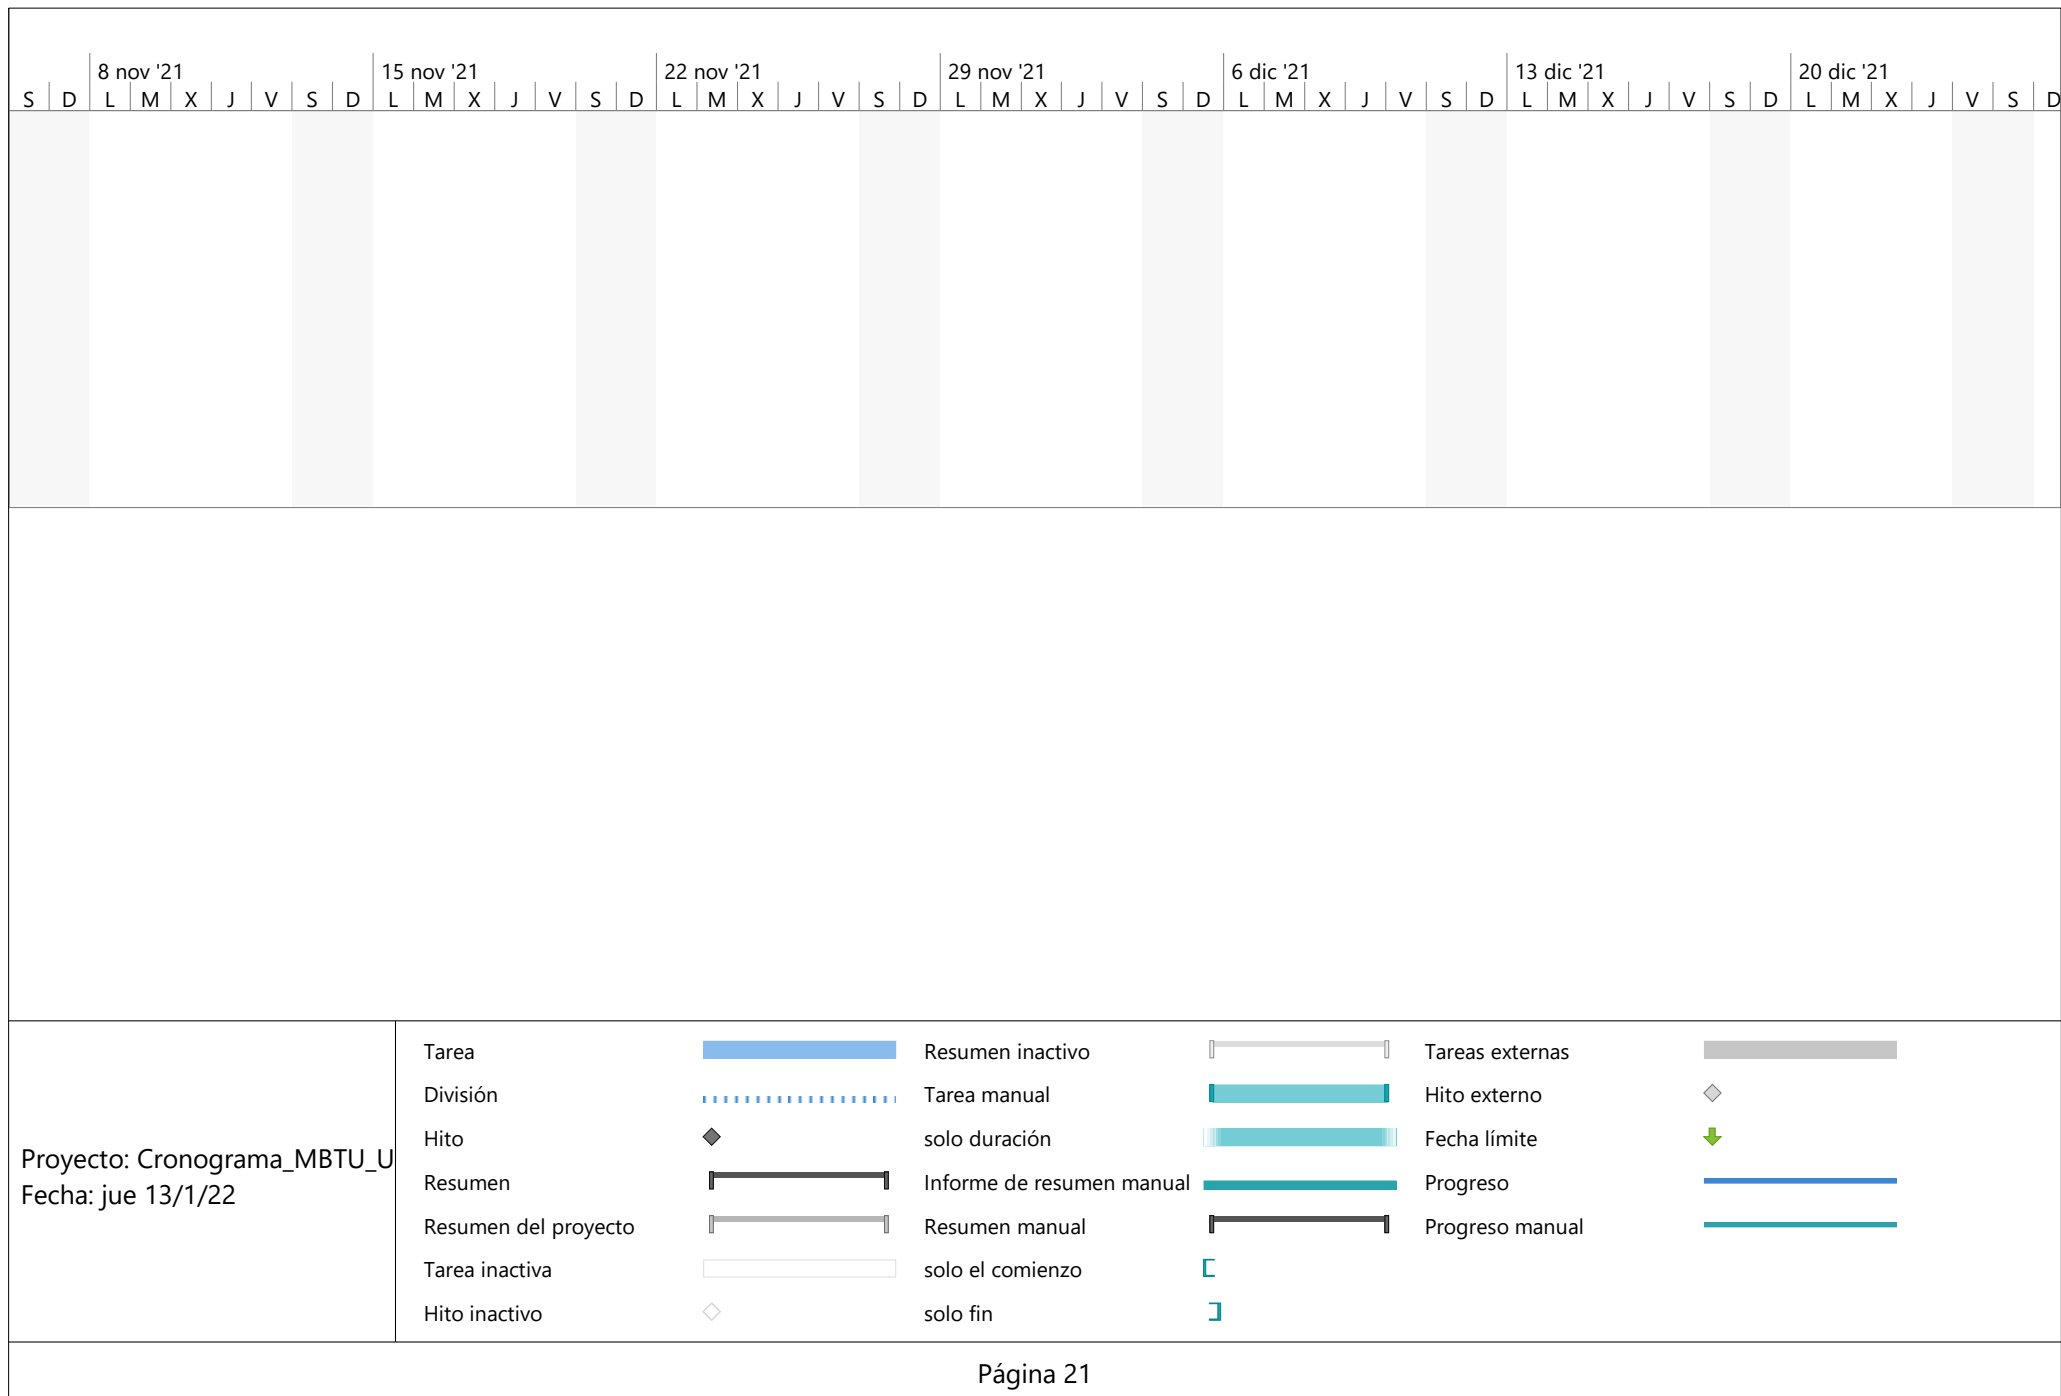 8 nov '21 15 nov '21 22 nov '21 29 nov '21 6 dic '21 13 dic '21 20 dic '21
S D L M X J V S D L M X J V S D L M X J V S D L M X J V S D L M X J V S D L M X J V S D L M X J V S D
Tarea
División
Hito
Resumen
Resumen del proyecto
Tarea inactiva
Hito inactivo
Resumen inactivo
Tarea manual
solo duración
Informe de resumen manual
Resumen manual
solo el comienzo
solo fin
Tareas externas
Hito externo
Fecha límite
Progreso
Progreso manual
Proyecto: Cronograma_MBTU_U
Fecha: jue 13/1/22
Página 21